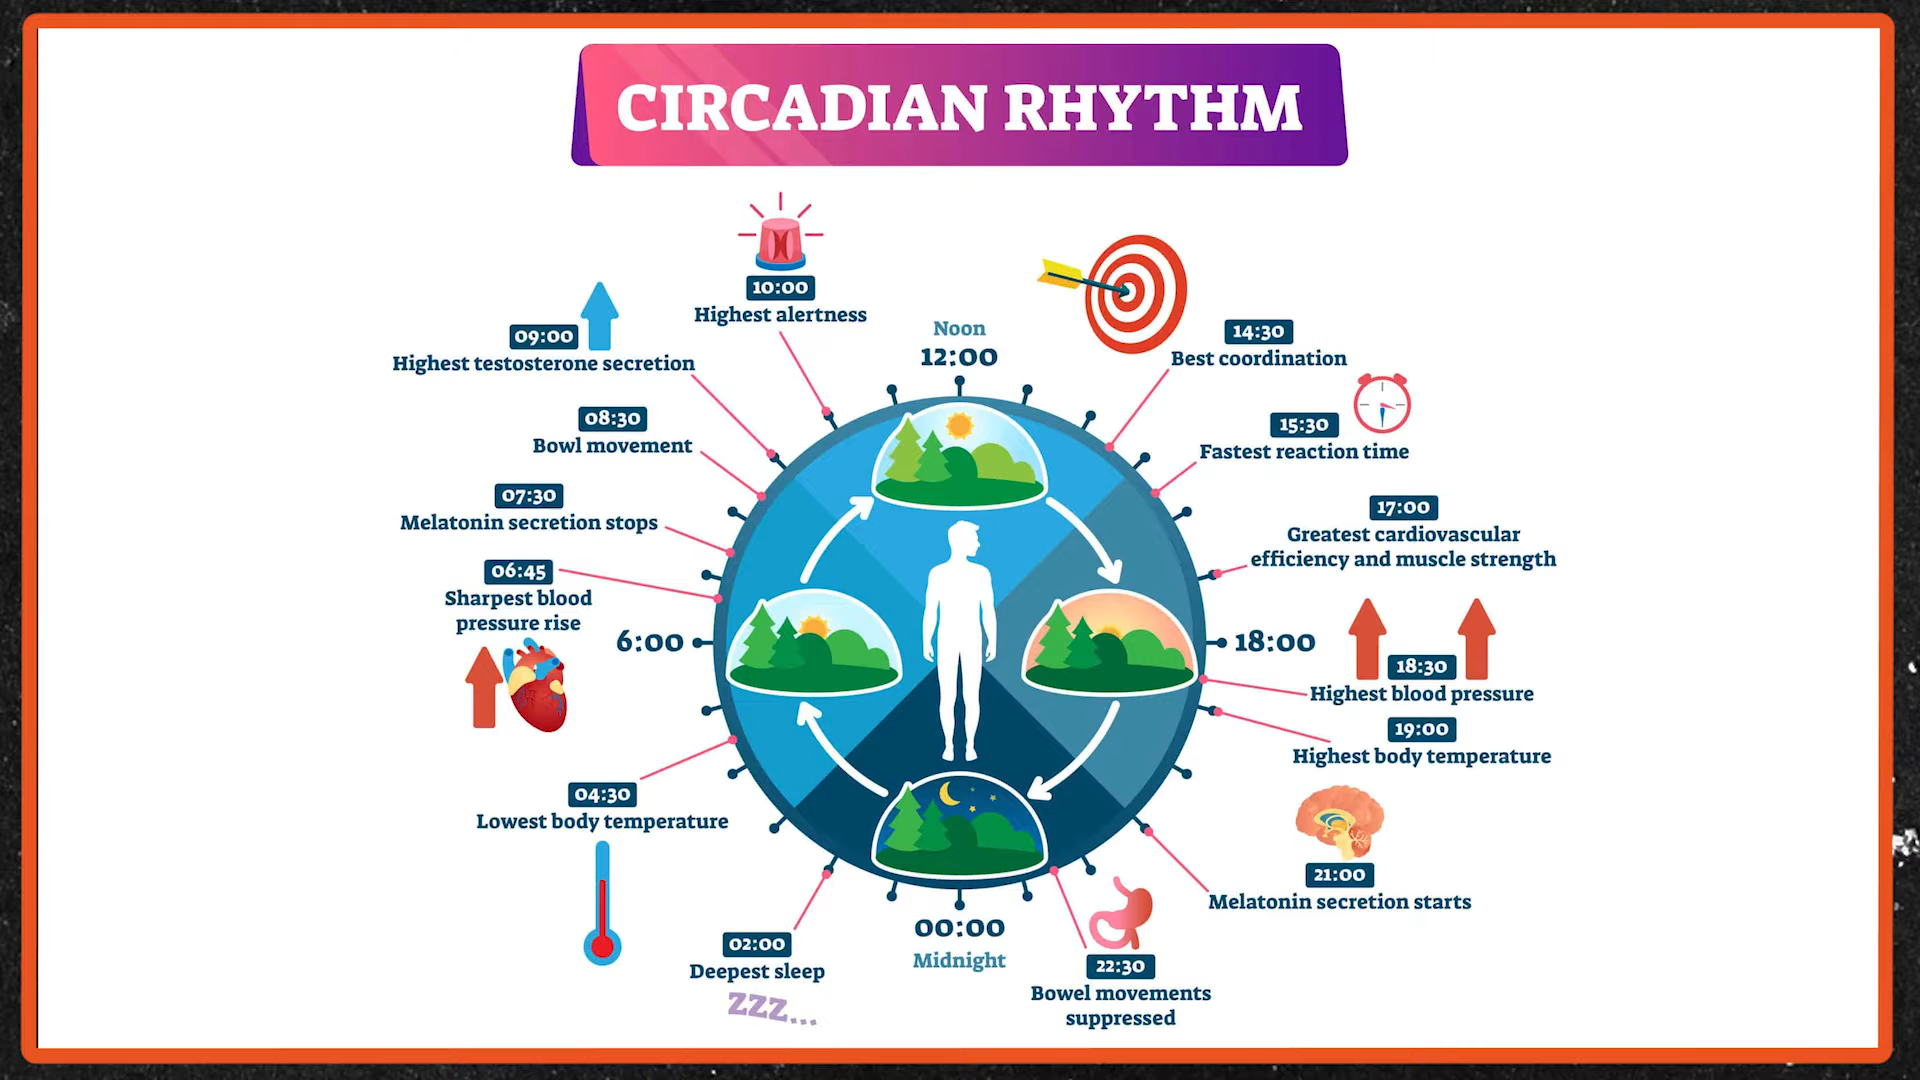 CIRCADIAN RHYTHM
10:00
Highest alertness
09:00
Highest testosterone secretion
08:30
Bowl movement
07:30
Melatonin secretion stops
06:45
Sharpest blood
pressure rise
6:00
04:30
Lowest body temperature
02:00
Deepest sleep
ZZZ...
Noon
12:00
14:30
Best coordination
15:30
Fastest reaction time
17:00
Greatest cardiovascular
efficiency and muscle strength
18:00
18:30
Highest blood pressure
19:00
Highest body temperature
21:00
Melatonin secretion starts
22:30
Bowel movements
suppressed
00:00
Midnight